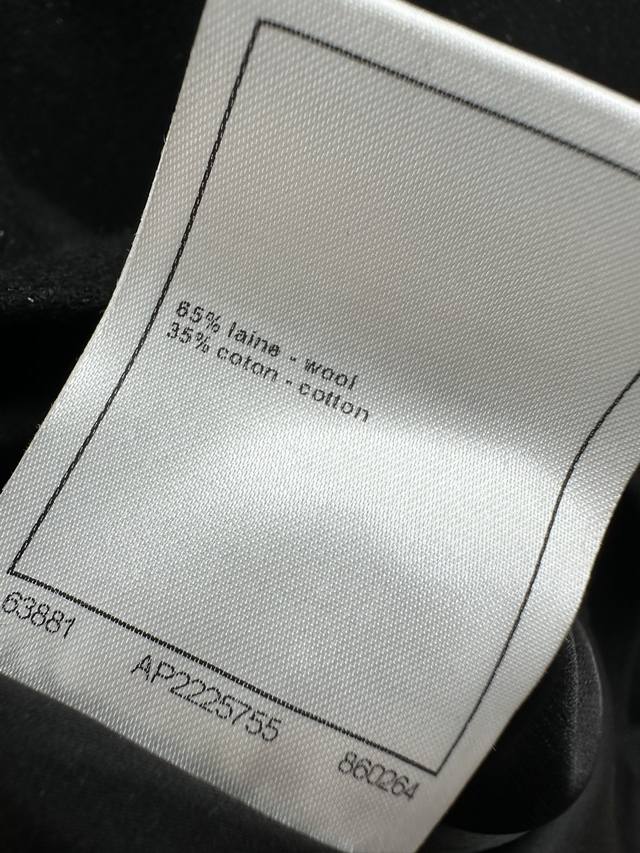 65% laine - wool
35% coton - cotton
63881
AP2225755
860264